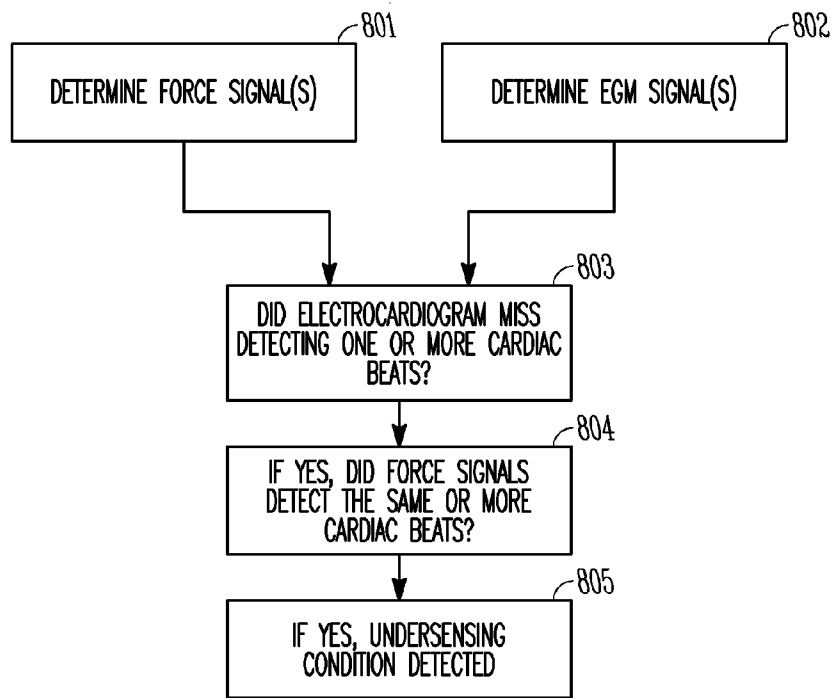 801
DETERMINE FORCE SIGNAL(S)
802
DETERMINE EGM SIGNAL(S)
803
DID ELECTROCARDIOGRAM MISS
DETECTING ONE OR MORE CARDIAC
BEATS?
804
IF YES, DID FORCE SIGNALS
DETECT THE SAME OR MORE
CARDIAC BEATS?
805
IF YES, UNDERSENSING
CONDITION DETECTED